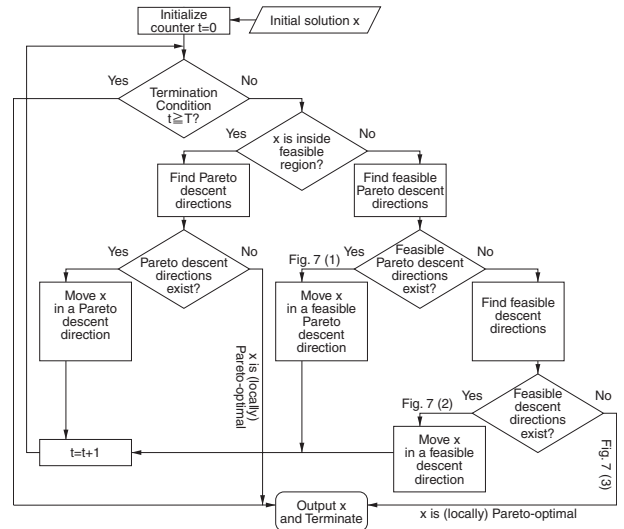 Initialize
counter t=0
Initial solution x
Yes
No
Termination
Condition
t≧T?
Yes
No
x is inside
feasible
region?
Find Pareto
descent
directions
Find feasible
Pareto descent
directions
Yes
No
Pareto descent
directions
exist?
Fig. 7 (1)
Yes
No
Feasible
Pareto descent
directions
exist?
Move x
in a Pareto
descent
direction
Move x
in a feasible
Pareto
descent
direction
Find feasible
descent
directions
x is (locally)
Pareto-optimal
Fig. 7 (2)
Yes
No
Feasible
descent
directions
exist?
t=t+1
Move x
in a feasible
descent
direction
Fig. 7 (3)
Output x
and Terminate
x is (locally) Pareto-optimal